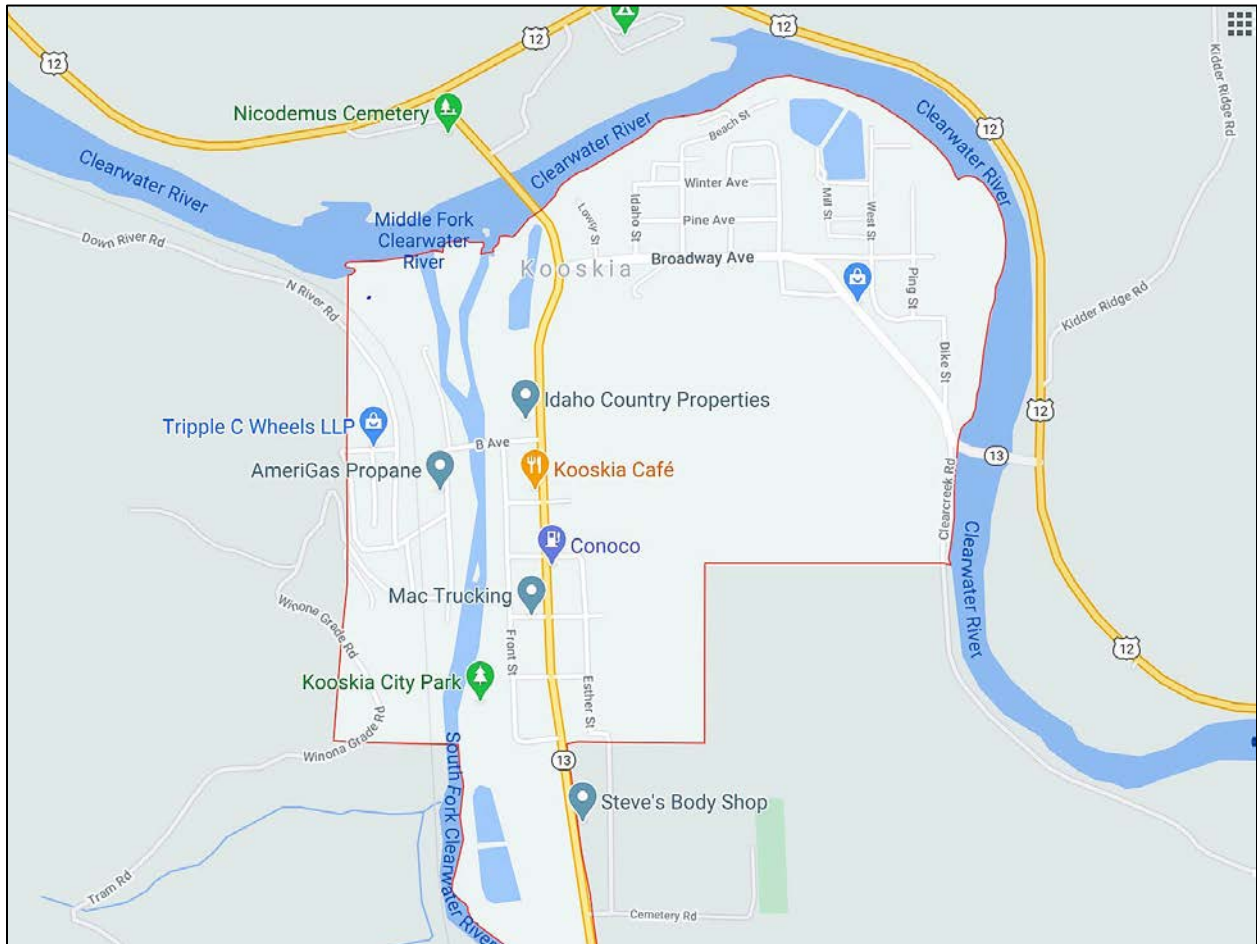 12
12
12
Kidder Ridge Rd
Nicodemus Cemetery
Clearwater River
Clearwater River
Clearwater River
12
Beach St
Winter Ave
Idaho St
Lowry St
Pine Ave
Mill St
West St
Middle Fork
Clearwater
River
Down River Rd
Kooskia
Broadway Ave
N River Rd
Ping St
Kidder Ridge Rd
Dike St
Idaho Country Properties
12
Tripple C Wheels LLP
B Ave
13
AmeriGas Propane
Kooskia Café
Clearcreek Rd
Conoco
Clearwater River
Mac Trucking
Winona Grade Rd
Front St
12
Kooskia City Park
Esther St
Winona Grade Rd
South Fork Clearwater River
13
Steve's Body Shop
Tram Rd
Cemetery Rd